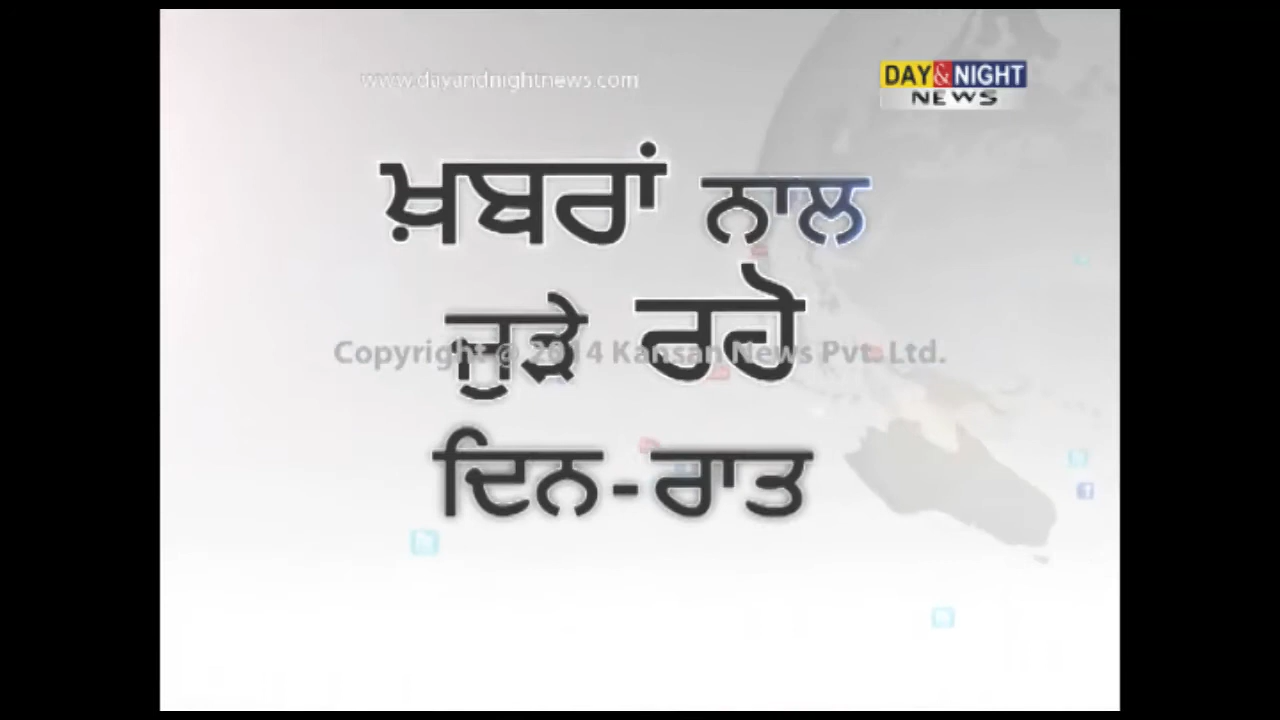 www.dayandnightnews.com
DAY&NIGHT
NEWS
ਖ਼ਬਰਾਂ ਨਾਲ
ਜੁੜੇ ਰਹੋ
Copyright @ 2014 Kansan News Pvt. Ltd.
ਦਿਨ-ਰਾਤ